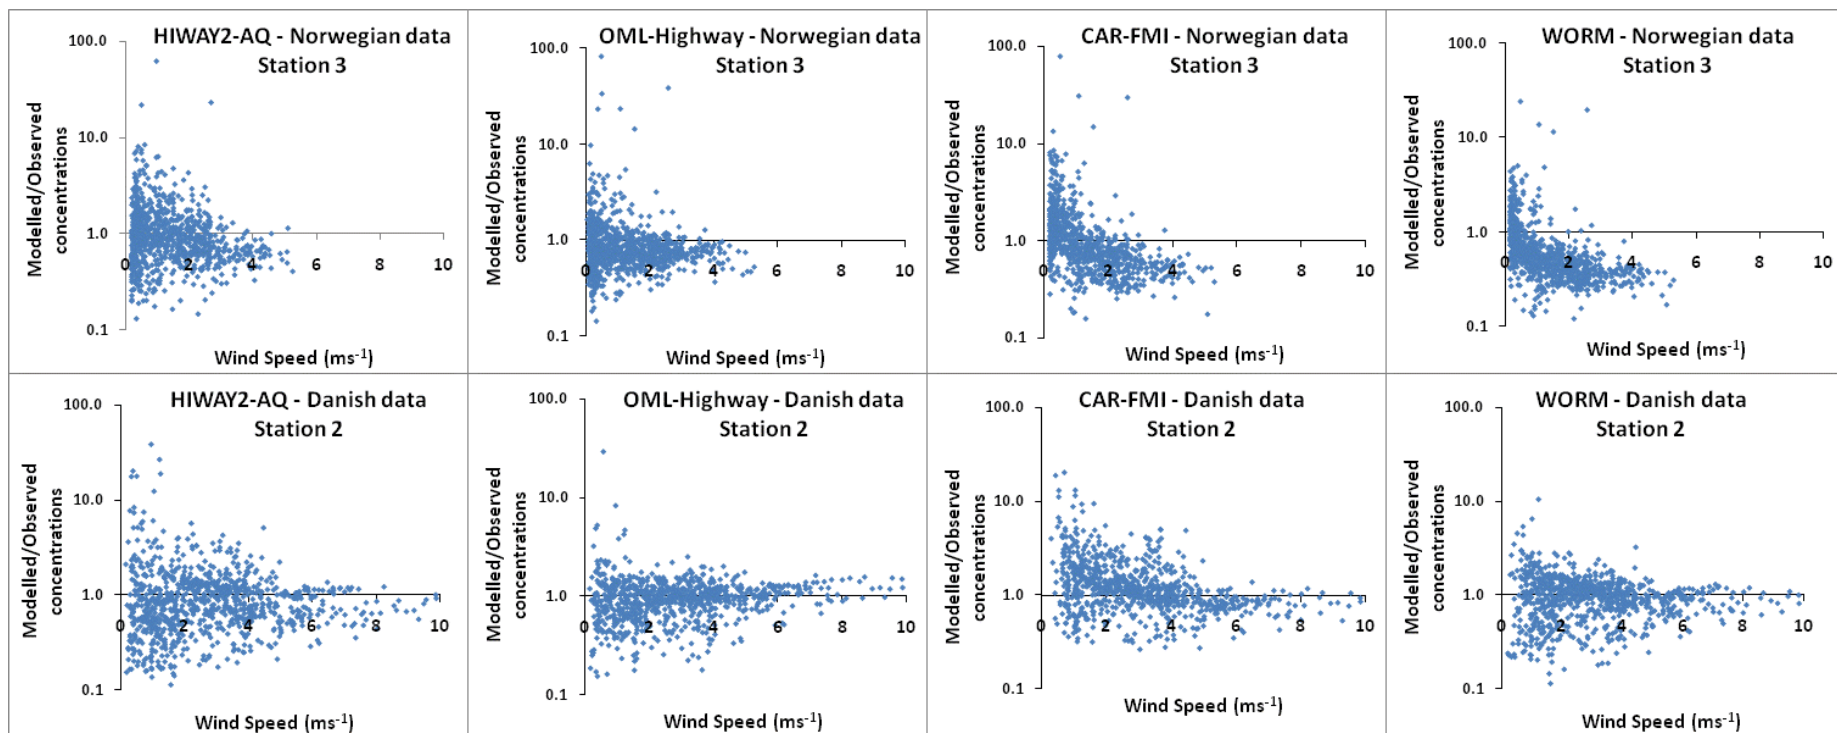 HIWAY2-AQ - Norwegian data
Station 3
Modelled/Observed
concentrations
100.0
10.0
1.0
0.1
0
2
4
6
8
10
Wind Speed (ms⁻¹)
OML-Highway - Norwegian data
Station 3
Modelled/Observed
concentrations
100.0
10.0
1.0
0.1
0
2
4
6
8
10
Wind Speed (ms⁻¹)
CAR-FMI - Norwegian data
Station 3
Modelled/Observed
concentrations
100.0
10.0
1.0
0.1
0
2
4
6
8
10
Wind Speed (ms⁻¹)
WORM - Norwegian data
Station 3
Modelled/Observed
concentrations
100.0
10.0
1.0
0.1
0
2
4
6
8
10
Wind Speed (ms⁻¹)
HIWAY2-AQ - Danish data
Station 2
Modelled/Observed
concentrations
100.0
10.0
1.0
0.1
0
2
4
6
8
10
Wind Speed (ms⁻¹)
OML-Highway - Danish data
Station 2
Modelled/Observed
concentrations
100.0
10.0
1.0
0.1
0
2
4
6
8
10
Wind Speed (ms⁻¹)
CAR-FMI - Danish data
Station 2
Modelled/Observed
concentrations
100.0
10.0
1.0
0.1
0
2
4
6
8
10
Wind Speed (ms⁻¹)
WORM - Danish data
Station 2
Modelled/Observed
concentrations
100.0
10.0
1.0
0.1
0
2
4
6
8
10
Wind Speed (ms⁻¹)